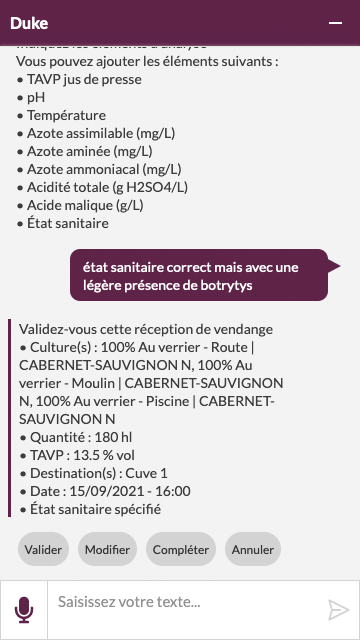 Duke
Indiquez les éléments d'analyse
Vous pouvez ajouter les éléments suivants :
• TAVP jus de presse
• pH
• Température
• Azote assimilable (mg/L)
• Azote aminée (mg/L)
• Azote ammoniacal (mg/L)
• Acidité totale (g H2SO4/L)
• Acide malique (g/L)
• État sanitaire
état sanitaire correct mais avec une
légère présence de botrytys
Validez-vous cette réception de vendange
• Culture(s) : 100% Au verrier - Route |
CABERNET-SAUVIGNON N, 100% Au
verrier - Moulin | CABERNET-SAUVIGNON
N, 100% Au verrier - Piscine | CABERNET-
SAUVIGNON N
• Quantité : 180 hl
• TAVP : 13.5 % vol
• Destination(s) : Cuve 1
• Date : 15/09/2021 - 16:00
• État sanitaire spécifié
Valider Modifier Compléter Annuler
Saisissez votre texte...